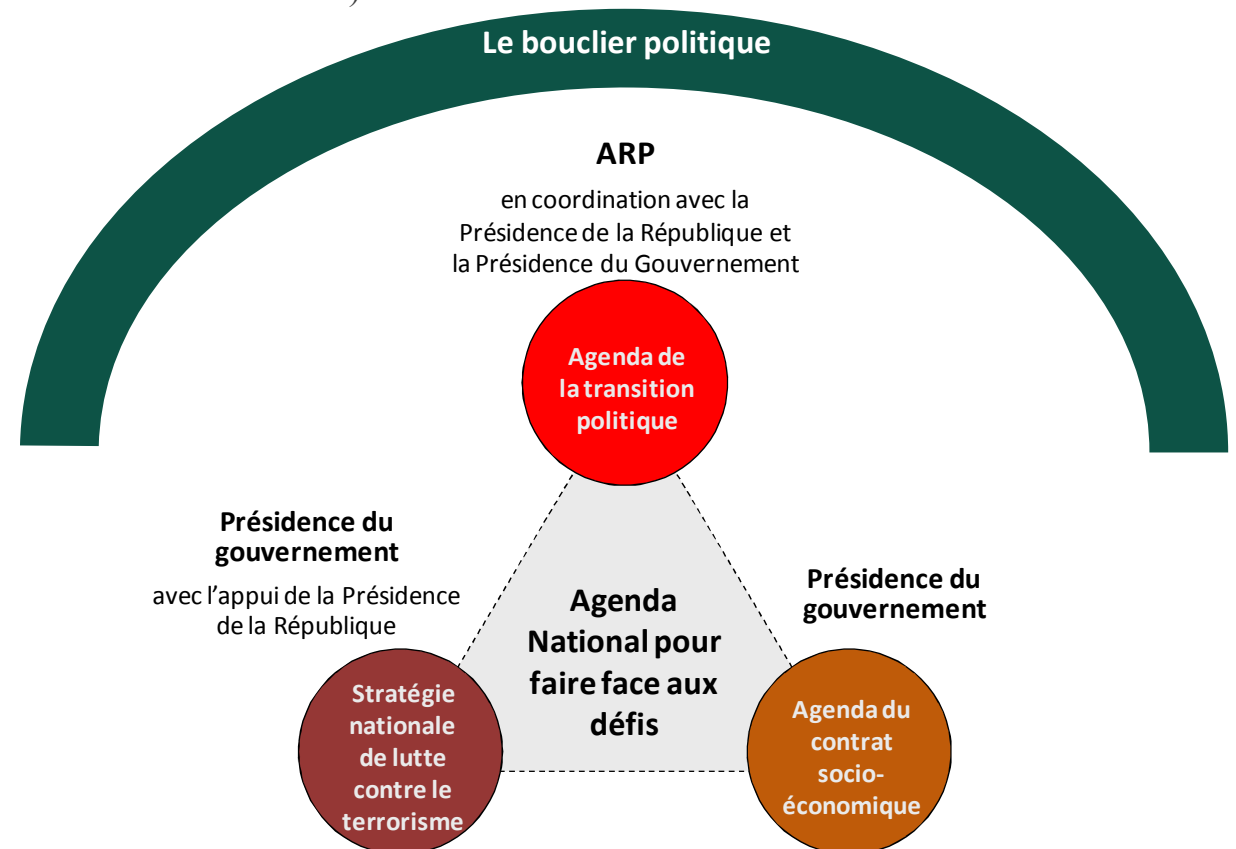 Le bouclier politique
ARP
en coordination avec la
Présidence de la République et
la Présidence du Gouvernement
Agenda de
la transition
politique
Présidence du
gouvernement
avec l’appui de la Présidence
de la République
Présidence du
gouvernement
Agenda
National pour
faire face aux
défis
Stratégie
nationale
de lutte
contre le
terrorisme
Agenda du
contrat
socio-
économique